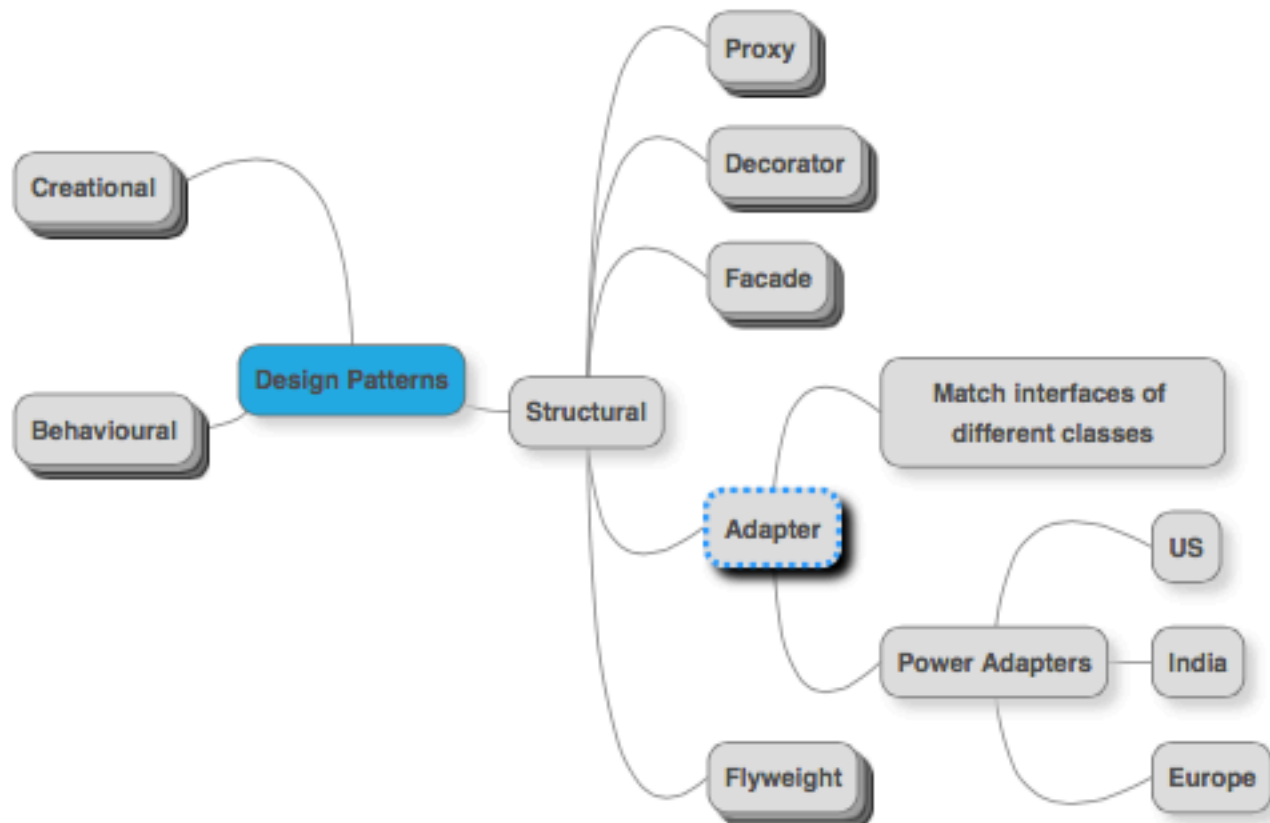 Proxy
Decorator
Creational
Facade
Design Patterns
Structural
Behavioural
Match interfaces of
different classes
Adapter
US
Power Adapters
India
Flyweight
Europe